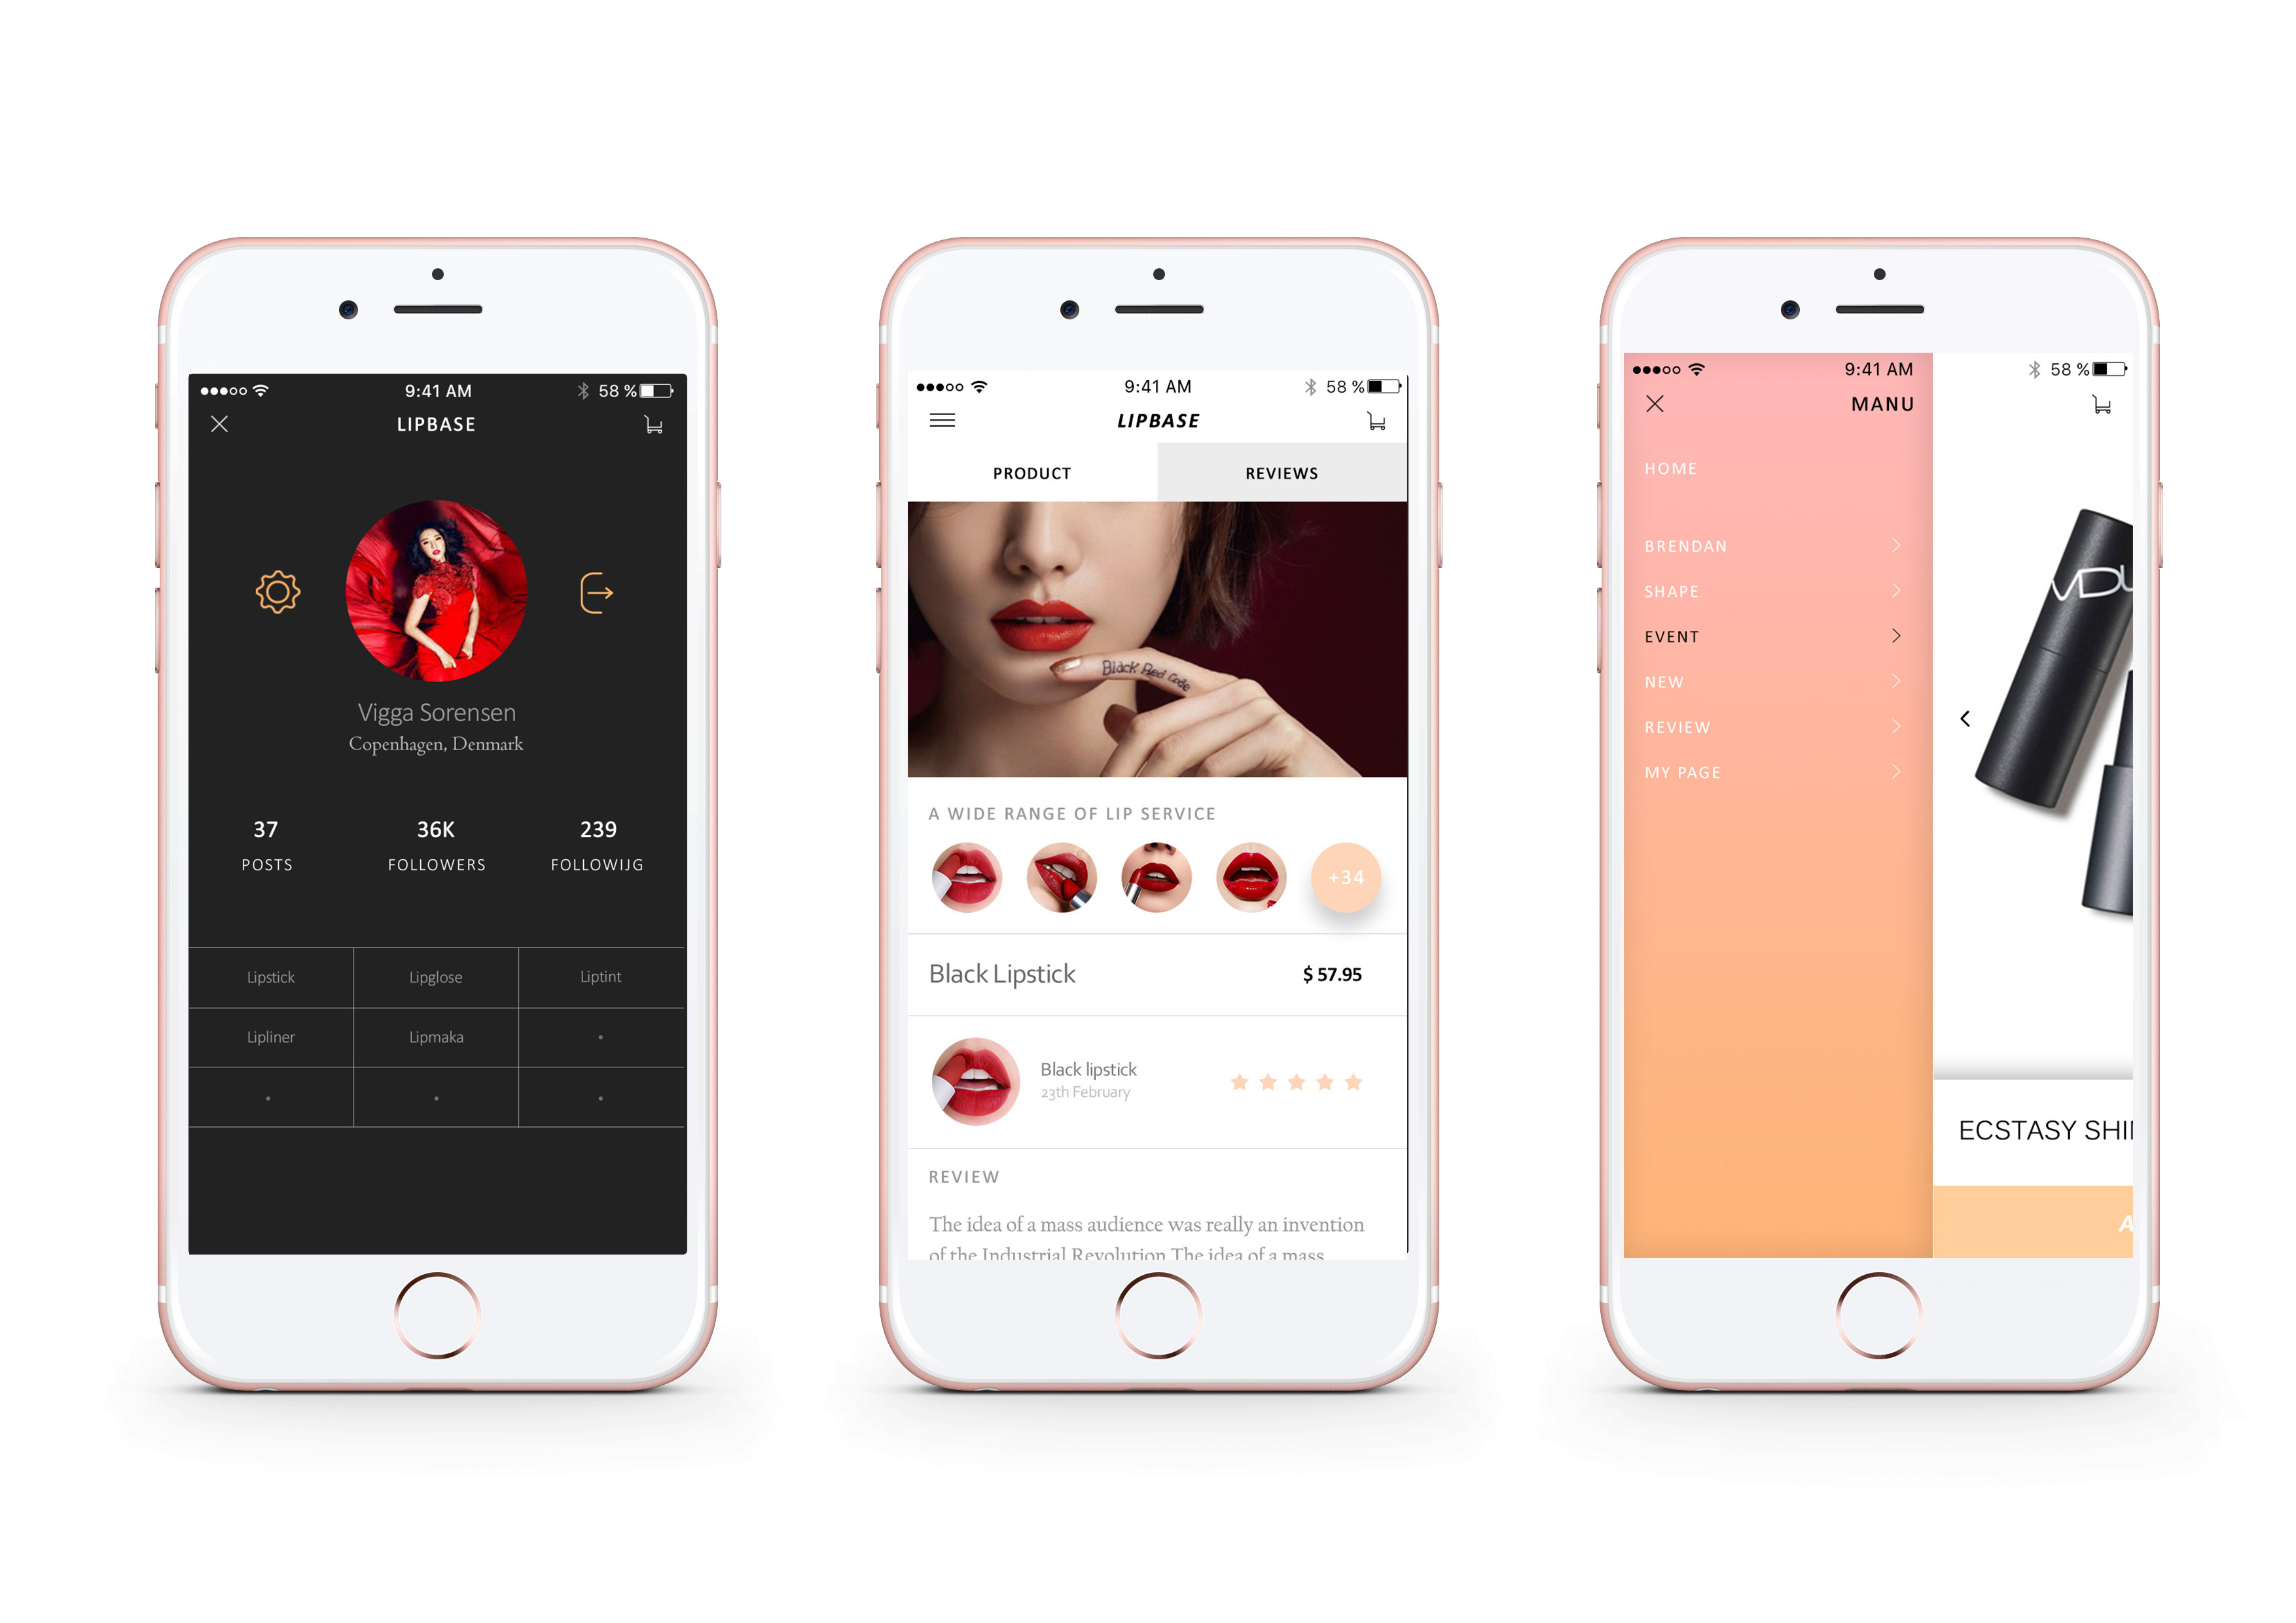 9:41 AM
58 %
LIPBASE
Vigga Sorensen
Copenhagen, Denmark
37
36K
239
POSTS
FOLLOWERS
FOLLOWIJG
Lipstick
Lipglose
Liptint
Lipliner
Lipmaka
9:41 AM
58 %
LIPBASE
PRODUCT
REVIEWS
Black Red Code
A WIDE RANGE OF LIP SERVICE
+34
Black Lipstick
$ 57.95
Black lipstick
23th February
REVIEW
The idea of a mass audience was really an invention
of the Industrial Revolution The idea of a mass
9:41 AM
58 %
MANU
HOME
BRENDAN
SHAPE
EVENT
NEW
REVIEW
MY PAGE
ECSTASY
A